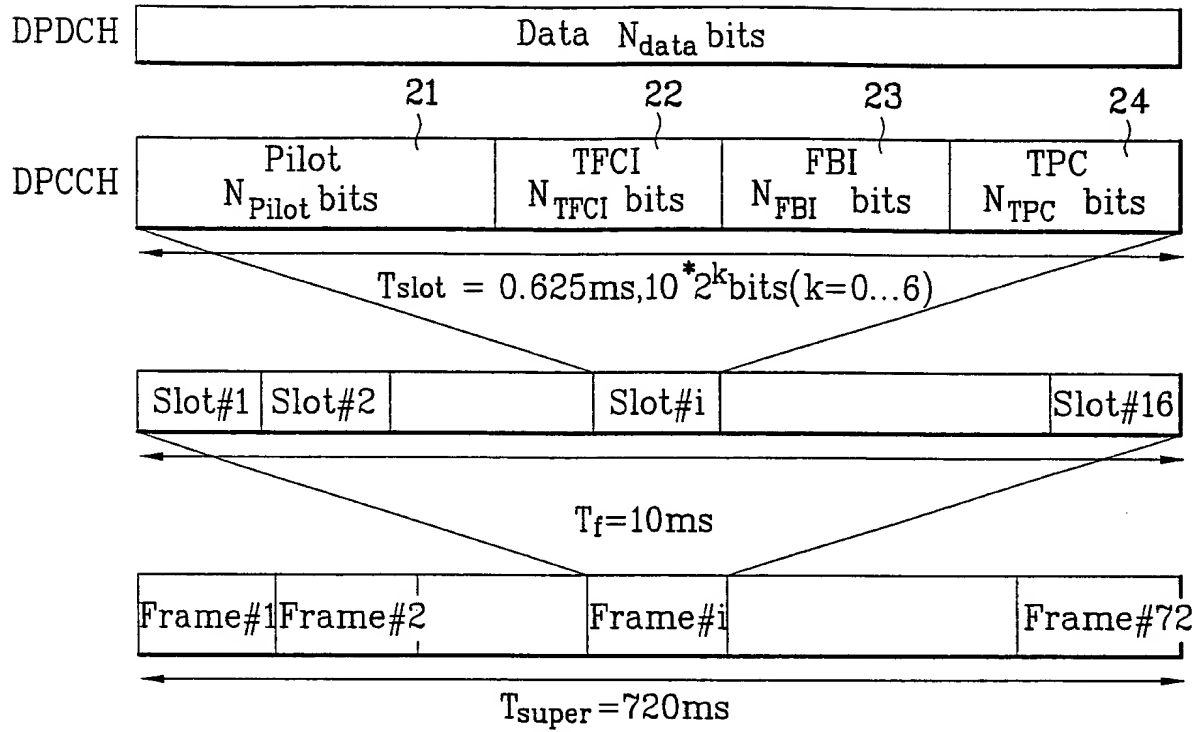 DPDCH Data N_data bits
21 22 23 24
DPCCH Pilot TFCI FBI TPC
N_Pilot bits N_TFCI bits N_FBI bits N_TPC bits
T_slot = 0.625ms,10*2^k bits(k=0...6)
Slot#1 Slot#2 Slot#i Slot#16
T_f=10ms
Frame#1 Frame#2 Frame#i Frame#72
T_super=720ms